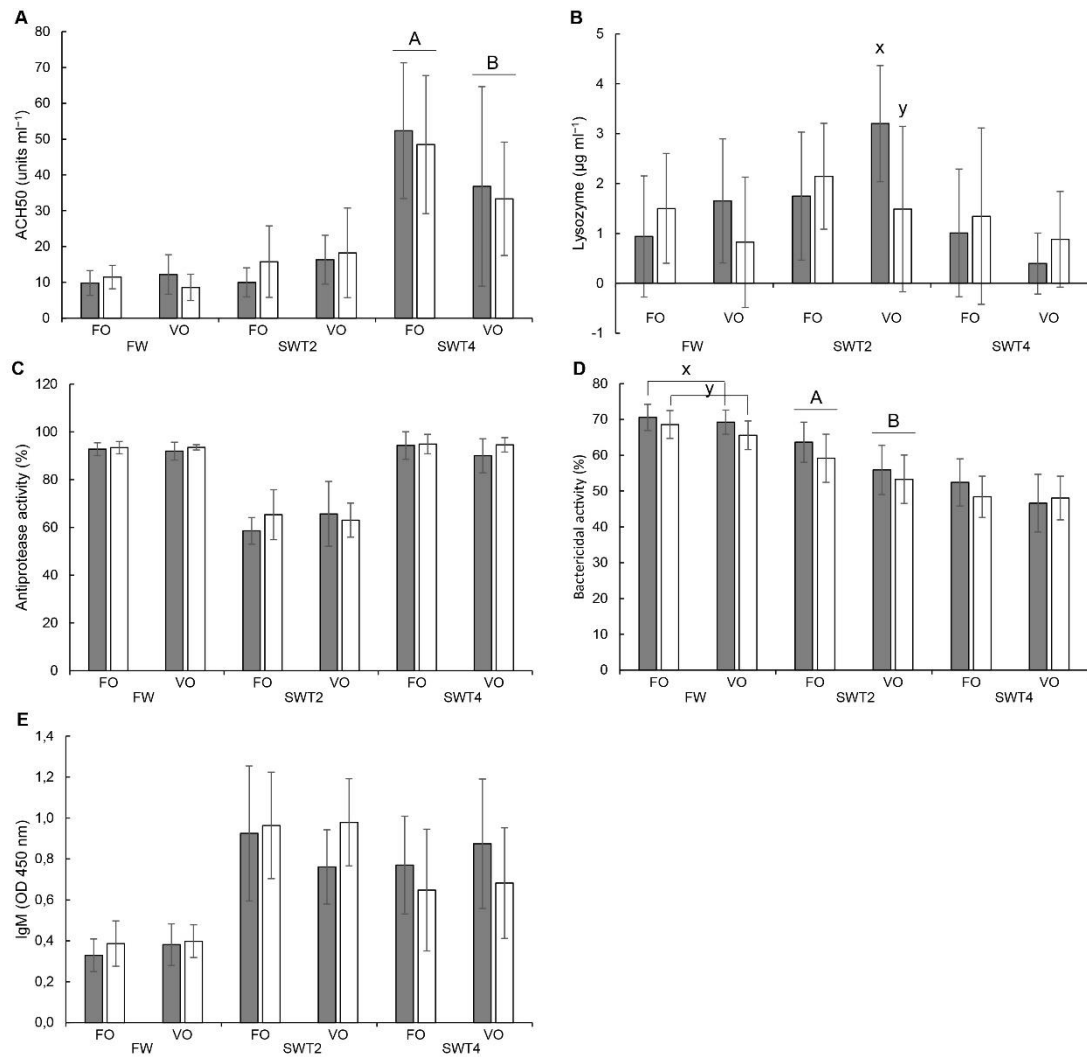 A
ACH50 (units ml⁻¹)
80
70
60
50
40
30
20
10
0
A
B
FO VO FO VO FO VO
FW SWT2 SWT4
B
Lysozyme (µg ml⁻¹)
5
4
3
2
1
0
-1
x
y
FO VO FO VO FO VO
FW SWT2 SWT4
C
Antiprotease activity (%)
120
100
80
60
40
20
0
FO VO FO VO FO VO
FW SWT2 SWT4
D
Bactericidal activity (%)
80
70
60
50
40
30
20
10
0
x
y
A
B
FO VO FO VO FO VO
FW SWT2 SWT4
E
IgM (OD 450 nm)
1,4
1,2
1,0
0,8
0,6
0,4
0,2
0,0
FO VO FO VO FO VO
FW SWT2 SWT4